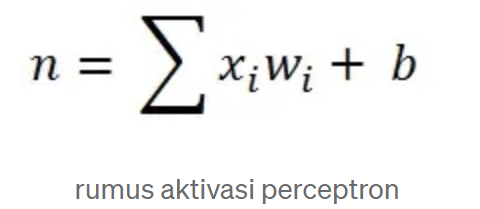 n = ∑ xᵢwᵢ + b
rumus aktivasi perceptron